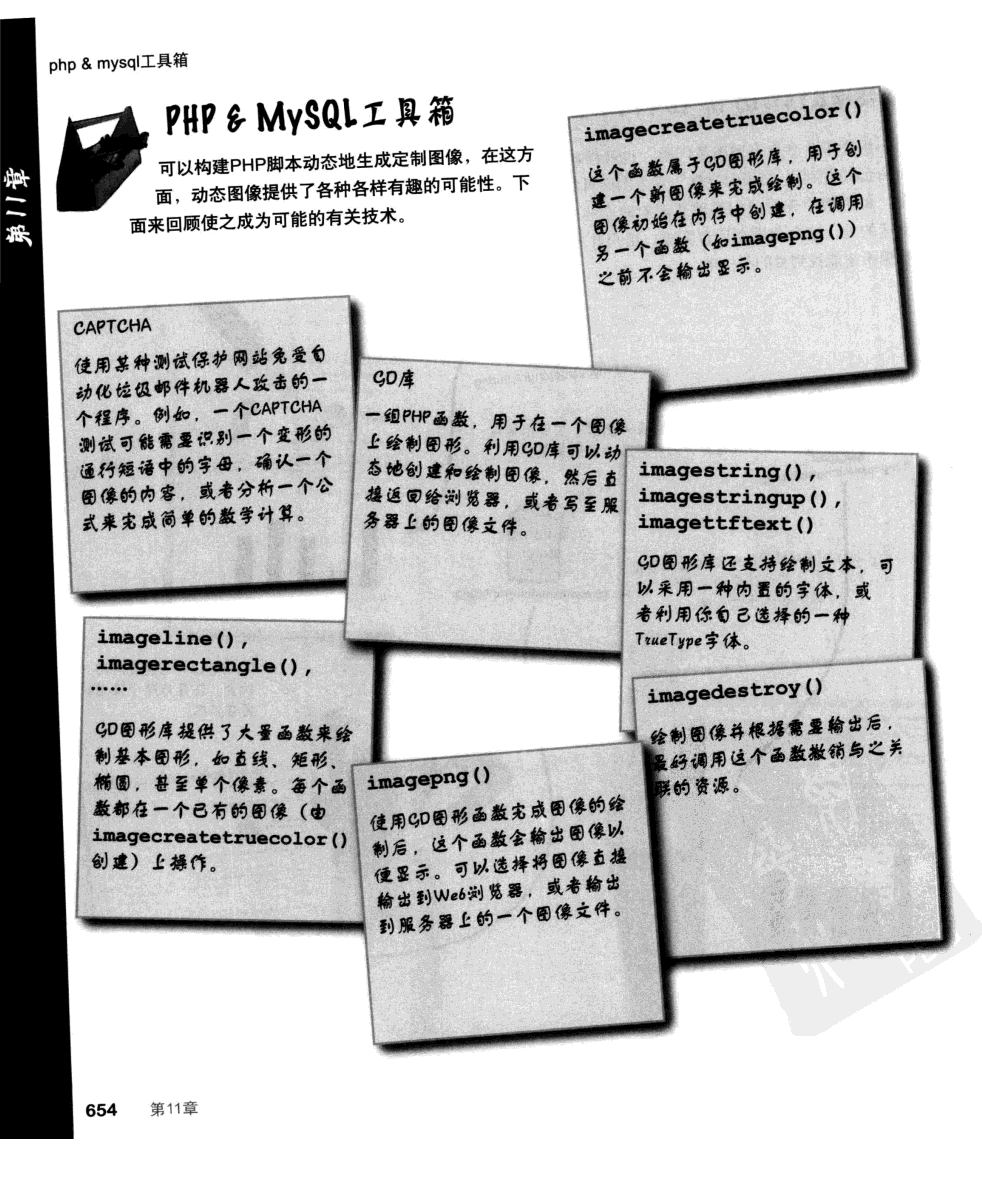 php & mysql工具箱
第11章
PHP & MySQL工具箱
可以构建PHP脚本动态地生成定制图像，在这方
面，动态图像提供了各种各样有趣的可能性。下
面来回顾使之成为可能的有关技术。
imagecreatetruecolor()
这个函数属于GD图形库，用于创
建一个新图像来完成绘制。这个
图像初始在内存中创建，在调用
另一个函数（如imagepng()）
之前不会输出显示。
CAPTCHA
使用某种测试保护网站免受自
动化垃圾邮件机器人攻击的一
个程序。例如，一个CAPTCHA
测试可能需要识别一个变形的
通行短语中的字母，确认一个
图像的内容，或者分析一个公
式来完成简单的数学计算。
GD库
一组PHP函数，用于在一个图像
上绘制图形。利用GD库可以动
态地创建和绘制图像，然后直
接返回给浏览器，或者写至服
务器上的图像文件。
imagestring(),
imagestringup(),
imagettftext()
GD图形库还支持绘制文本，可
以采用一种内置的字体，或
者利用你自己选择的一种
TrueType字体。
imageline(),
imagerectangle(),
……
GD图形库提供了大量函数来绘
制基本图形，如直线、矩形、
椭圆，甚至单个像素。每个函
数都在一个已有的图像（由
imagecreatetruecolor()
创建）上操作。
imagepng()
使用GD图形函数完成图像的绘
制后，这个函数会输出图像以
便显示。可以选择将图像直接
输出到Web浏览器，或者输出
到服务器上的一个图像文件。
imagedestroy()
绘制图像并根据需要输出后，
最好调用这个函数撤销与之关
联的资源。
654 第11章